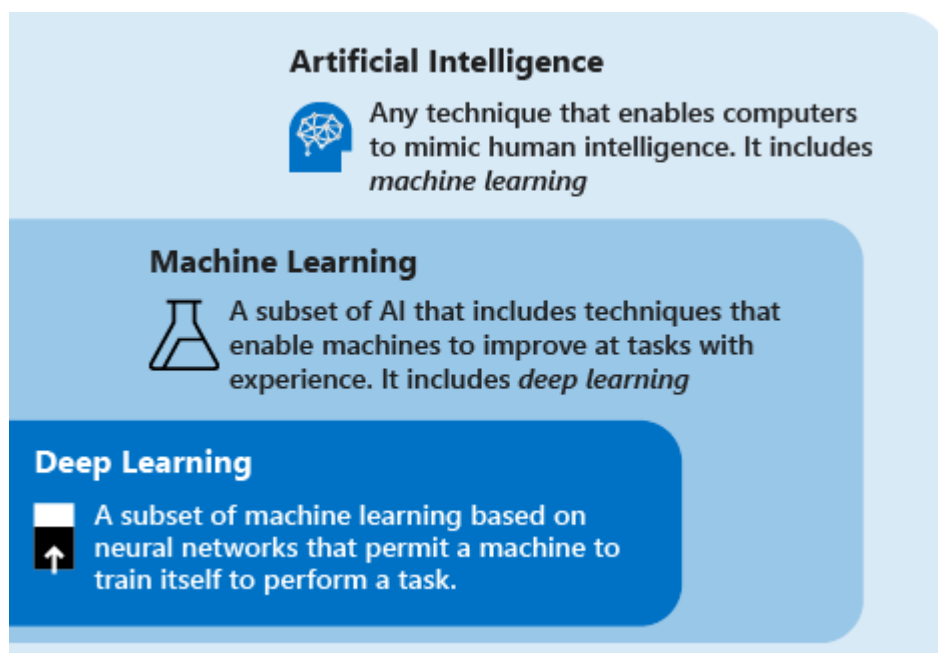 Artificial Intelligence
Any technique that enables computers
to mimic human intelligence. It includes
machine learning
Machine Learning
A subset of AI that includes techniques that
enable machines to improve at tasks with
experience. It includes deep learning
Deep Learning
A subset of machine learning based on
neural networks that permit a machine to
train itself to perform a task.